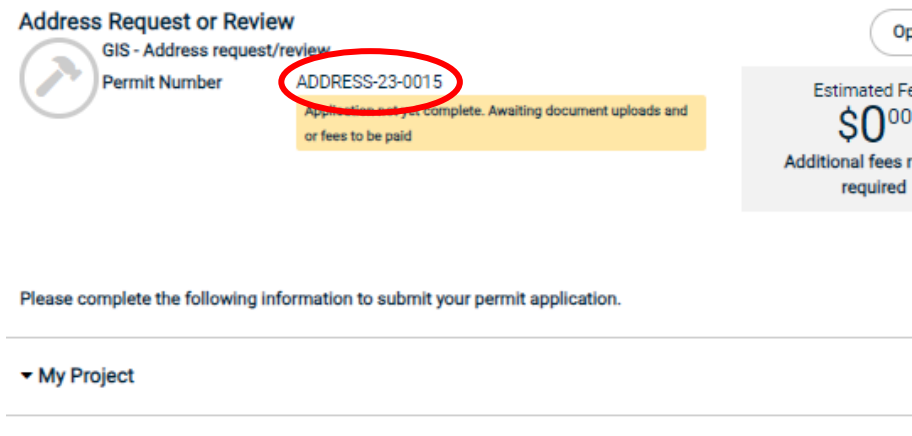 Address Request or Review
GIS - Address request/review
Permit Number ADDRESS-23-0015
Application not yet complete. Awaiting document uploads and
or fees to be paid
Op
Estimated Fe
$000
Additional fees
required
Please complete the following information to submit your permit application.
My Project